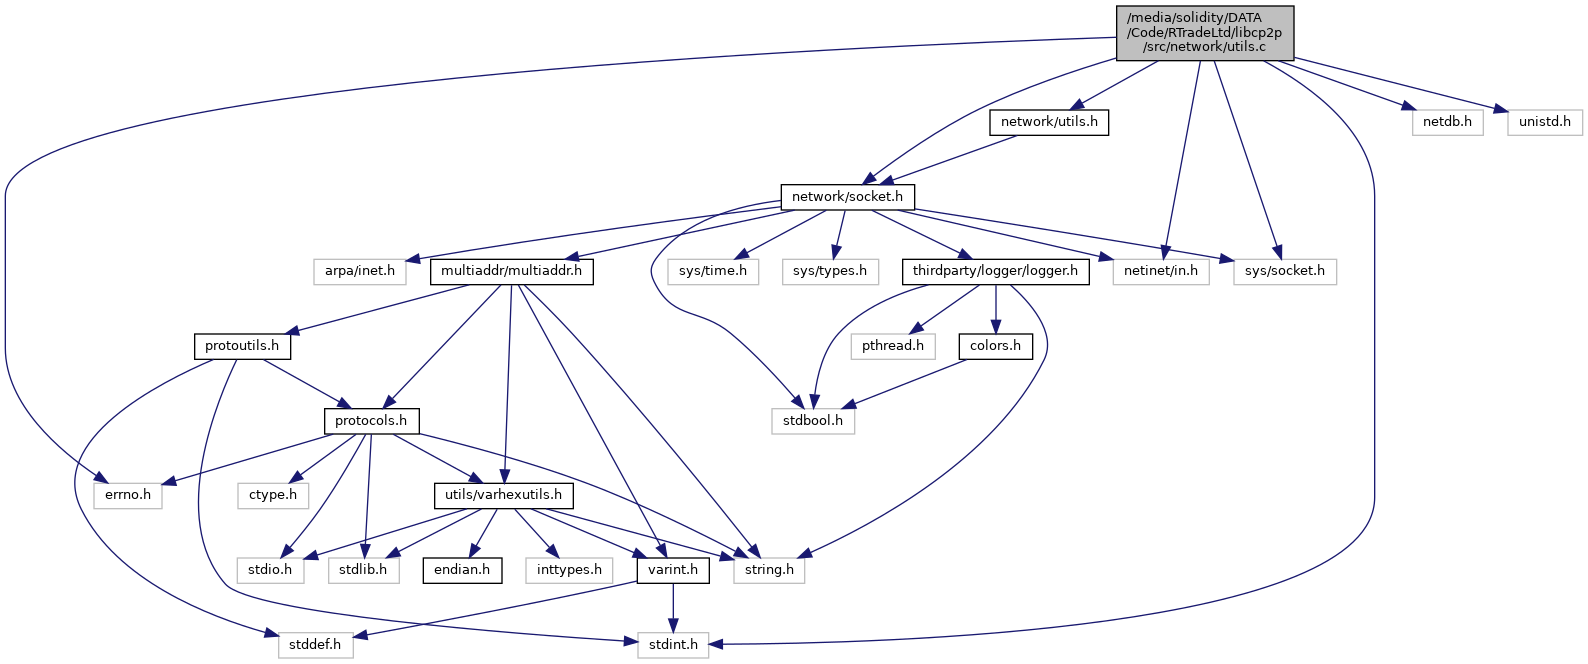 /media/solidity/DATA
/Code/RTradeLtd/libcp2p
/src/network/utils.c
network/utils.h
netdb.h
unistd.h
network/socket.h
arpa/inet.h
multiaddr/multiaddr.h
sys/time.h
sys/types.h
thirdparty/logger/logger.h
netinet/in.h
sys/socket.h
protoutils.h
pthread.h
colors.h
protocols.h
stdbool.h
errno.h
ctype.h
utils/varhexutils.h
stdio.h
stdlib.h
endian.h
inttypes.h
varint.h
string.h
stddef.h
stdint.h